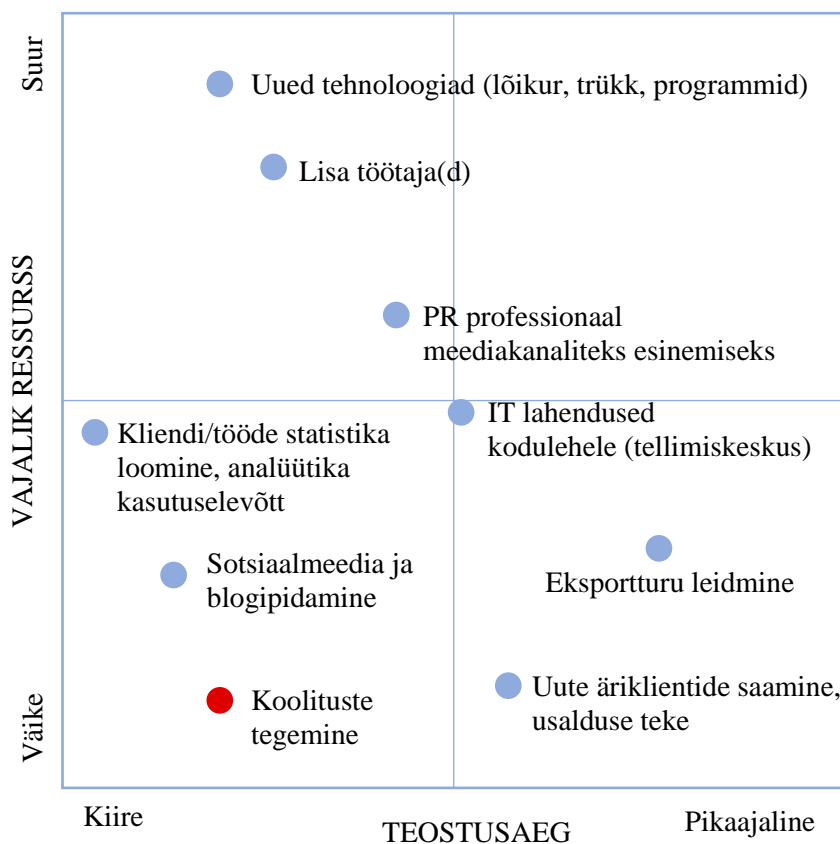 Suur
Uued tehnoloogiad (lõikur, trükk, programmid)
Lisa töötaja(d)
PR professionaal
meediakanaliteks esinemiseks
VAJALIK RESSURSS
IT lahendused
kodulehele (tellimiskeskus)
Kliendi/tööde statistika
loomine, analüütika
kasutuselevõtt
Sotsiaalmeedia ja
blogipidamine
Eksportturu leidmine
Koolituste
tegemine
Uute äriklientide saamine,
usalduse teke
Väike
Kiire
TEOSTUSAEG
Pikaajaline